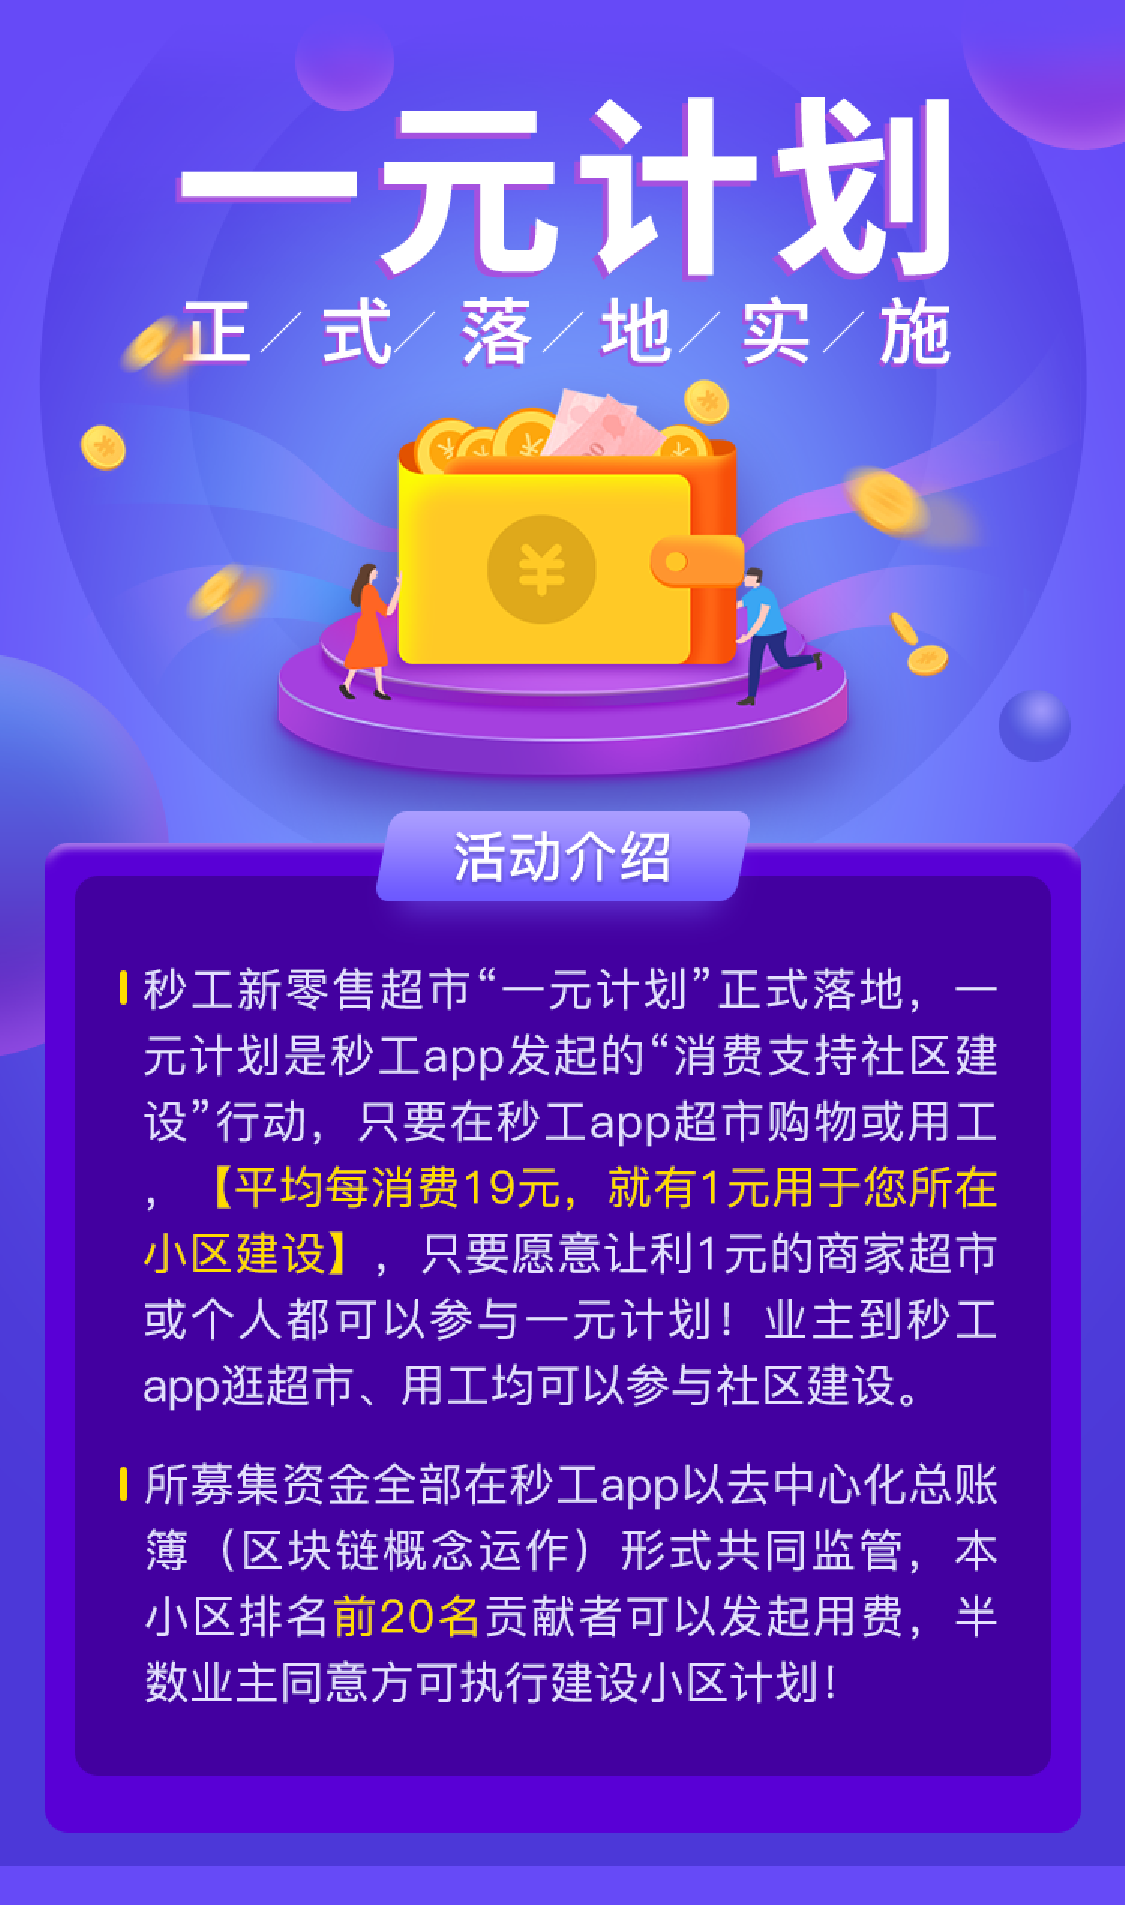 一元计划
正式落地实施
¥
活动介绍
秒工新零售超市“一元计划”正式落地，一
元计划是秒工app发起的“消费支持社区建
设”行动，只要在秒工app超市购物或用工
，【平均每消费19元，就有1元用于您所在
小区建设】，只要愿意让利1元的商家超市
或个人都可以参与一元计划！业主到秒工
app逛超市、用工均可以参与社区建设。
所募集资金全部在秒工app以去中心化总账
簿（区块链概念运作）形式共同监管，本
小区排名前20名贡献者可以发起用费，半
数业主同意方可执行建设小区计划！